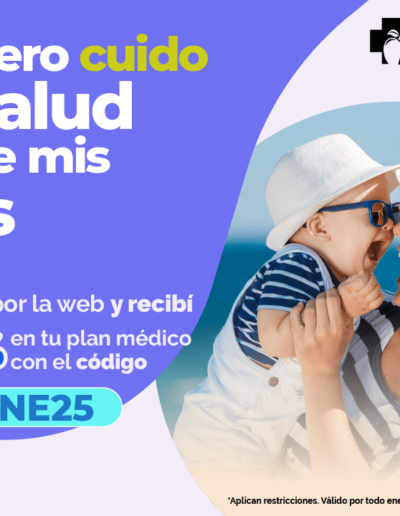 ero cuido
alud
e mis
s
por la web y recibí
en tu plan médico
con el código
NE25
*Aplican restricciones. Válido por todo ene